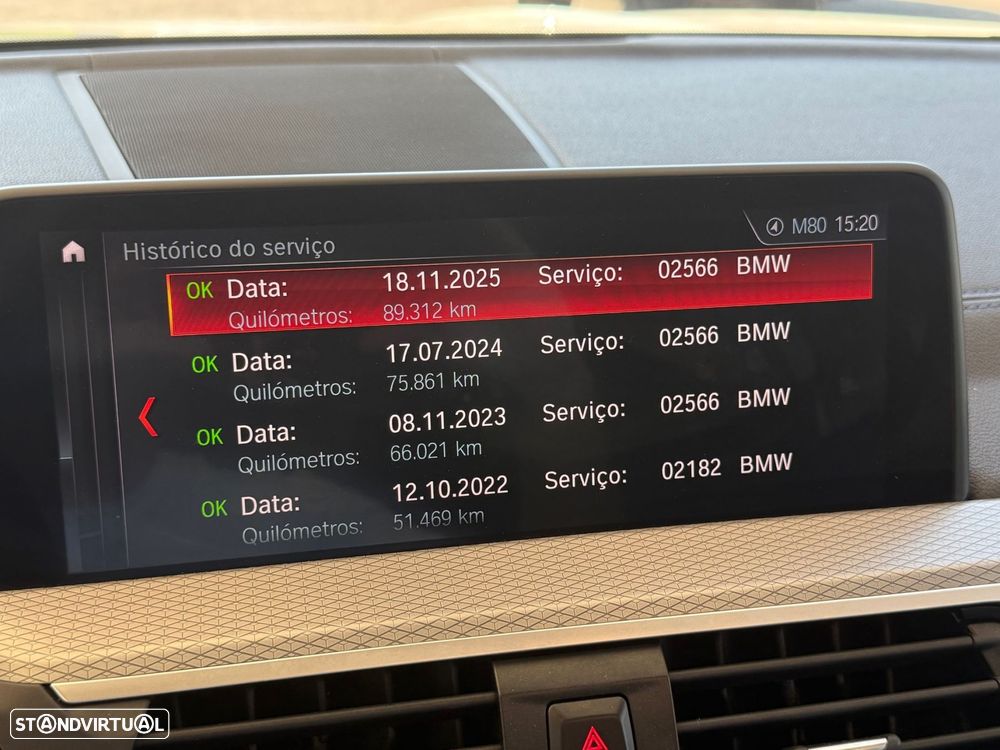 M80 15:20
Histórico do serviço
OK Data: 18.11.2025 Serviço: 02566 BMW
Quilómetros: 89.312 km
OK Data: 17.07.2024 Serviço: 02566 BMW
Quilómetros: 75.861 km
OK Data: 08.11.2023 Serviço: 02566 BMW
Quilómetros: 66.021 km
OK Data: 12.10.2022 Serviço: 02182 BMW
Quilómetros: 51.469 km
STANDVIRTUAL